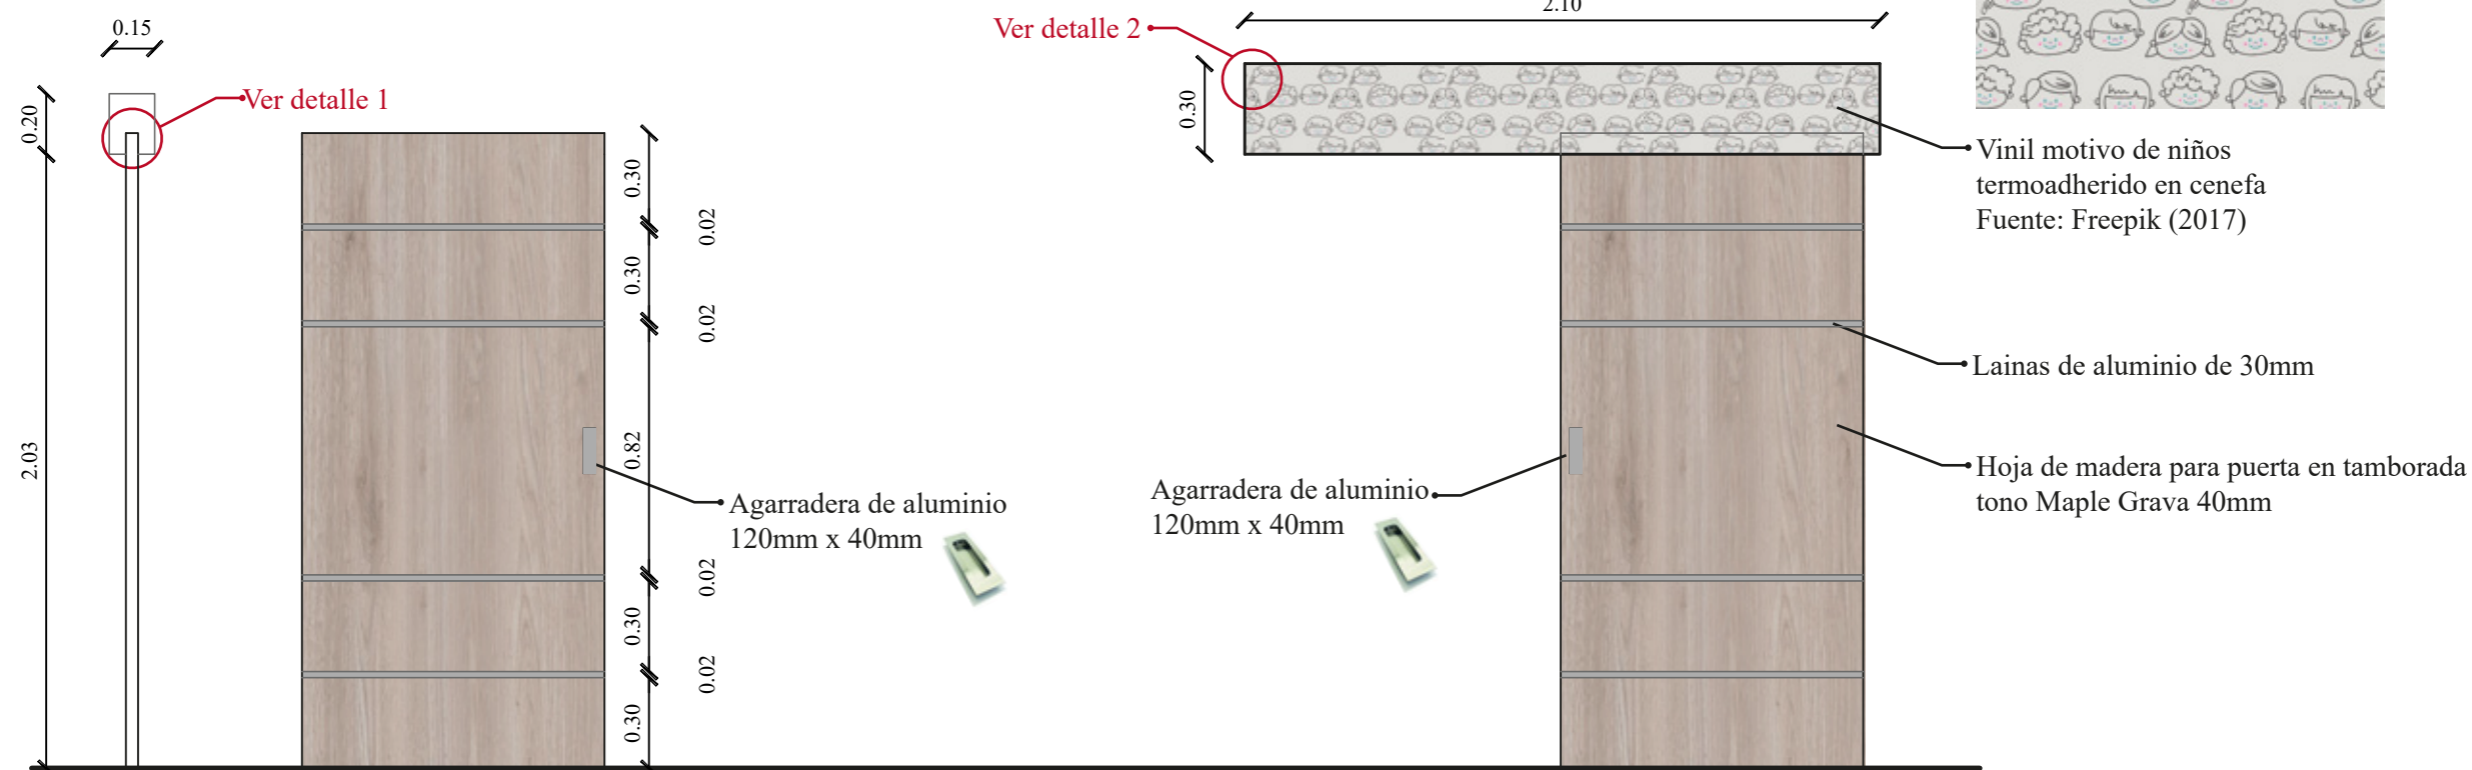 0.15
Ver detalle 1
0.20
2.03
0.30
0.02
0.30
0.02
0.82
0.02
0.30
0.02
0.30
Agarradera de aluminio
120mm x 40mm
Ver detalle 2
2.10
0.30
Agarradera de aluminio
120mm x 40mm
Vinil motivo de niños
termoadherido en cenefa
Fuente: Freepik (2017)
Lainas de aluminio de 30mm
Hoja de madera para puerta en tamborada
tono Maple Grava 40mm